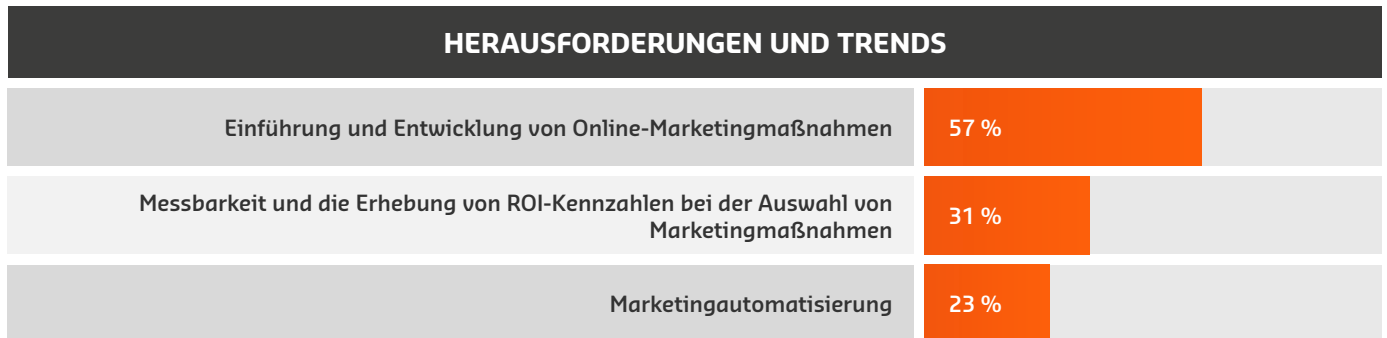 HERAUSFORDERUNGEN UND TRENDS
Einführung und Entwicklung von Online-Marketingmaßnahmen
57 %
Messbarkeit und die Erhebung von ROI-Kennzahlen bei der Auswahl von
Marketingmaßnahmen
31 %
Marketingautomatisierung
23 %